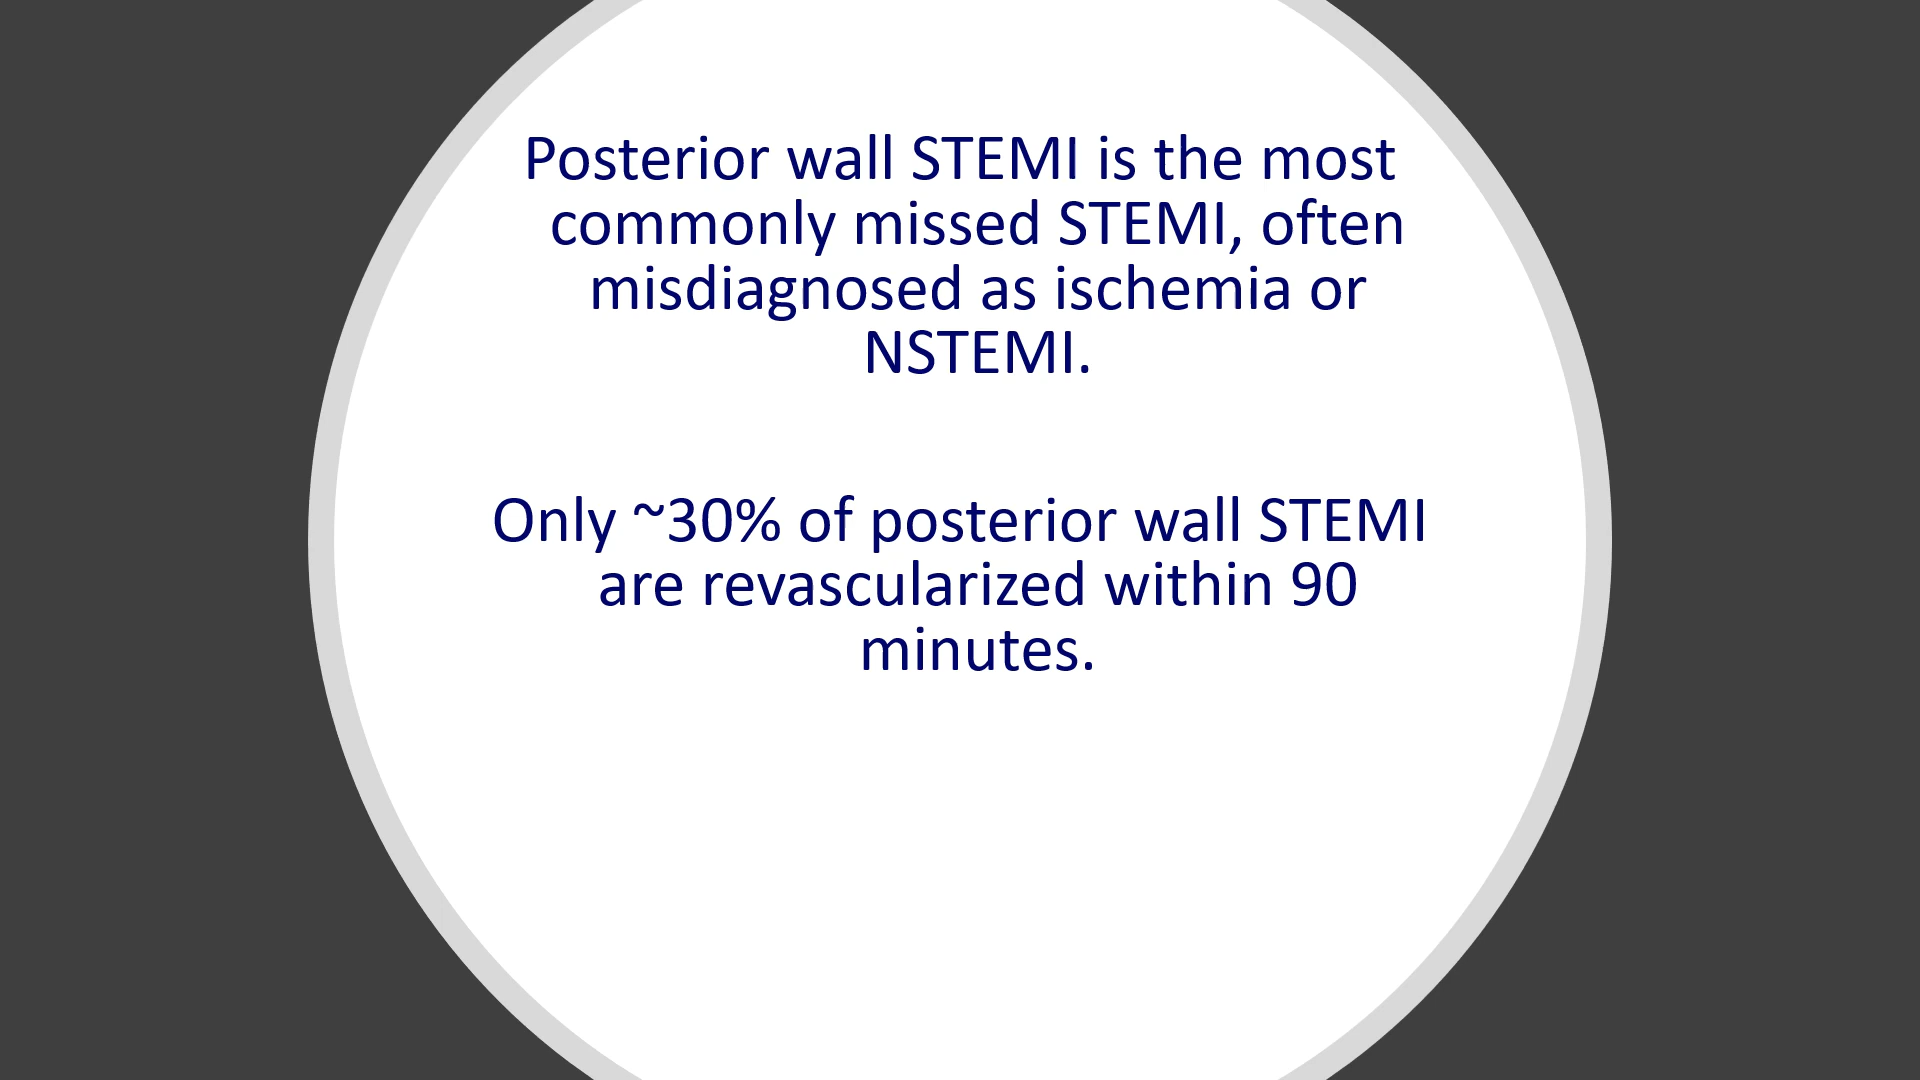 Posterior wall STEMI is the most
commonly missed STEMI, often
misdiagnosed as ischemia or
NSTEMI.
Only ~30% of posterior wall STEMI
are revascularized within 90
minutes.